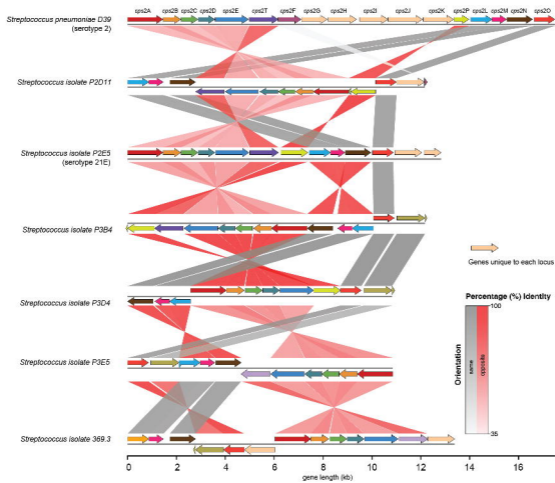 cps2A cps2B cps2C cps2D cps2E cps2T cps2F cps2G cps2H cps2I cps2J cps2K cps2P cps2L cps2M cps2N cps2O
Streptococcus pneumoniae D39
(serotype 2)
Streptococcus isolate P2D11
Streptococcus isolate P2E5
(serotype 21E)
Streptococcus isolate P3B4
Genes unique to each locus
Streptococcus isolate P3D4
Percentage (%) Identity
100
Orientation
same
opposite
35
Streptococcus isolate P3E5
Streptococcus isolate 369.3
0 2 4 6 8 10 12 14 16
gene length (kb)